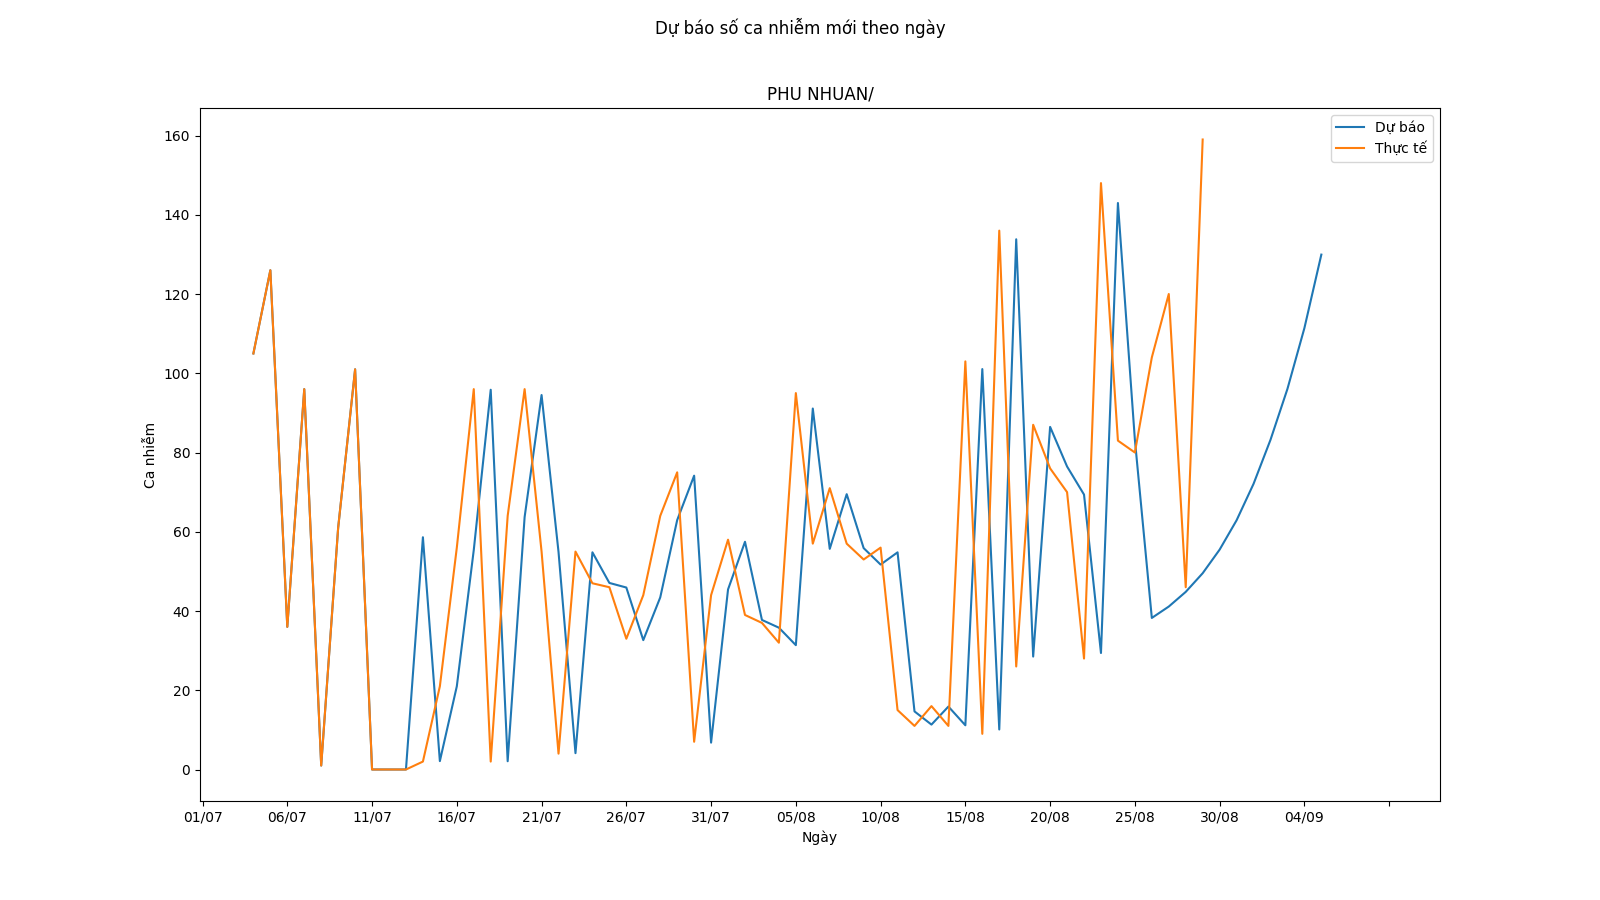 Dự báo số ca nhiễm mới theo ngày
PHU NHUAN/
Dự báo
Thực tế
160
140
120
100
80
60
40
20
0
Ca nhiễm
01/07 06/07 11/07 16/07 21/07 26/07 31/07 05/08 10/08 15/08 20/08 25/08 30/08 04/09
Ngày